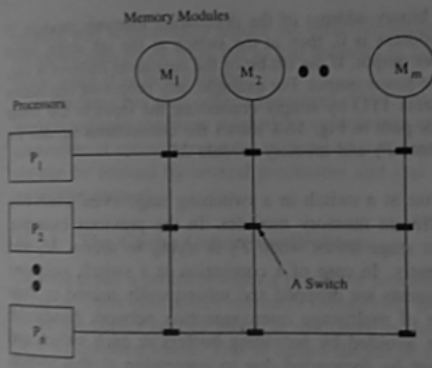 Memory Modules
M1 M2 Mm
Processors
P1
P2
A Switch
Pn